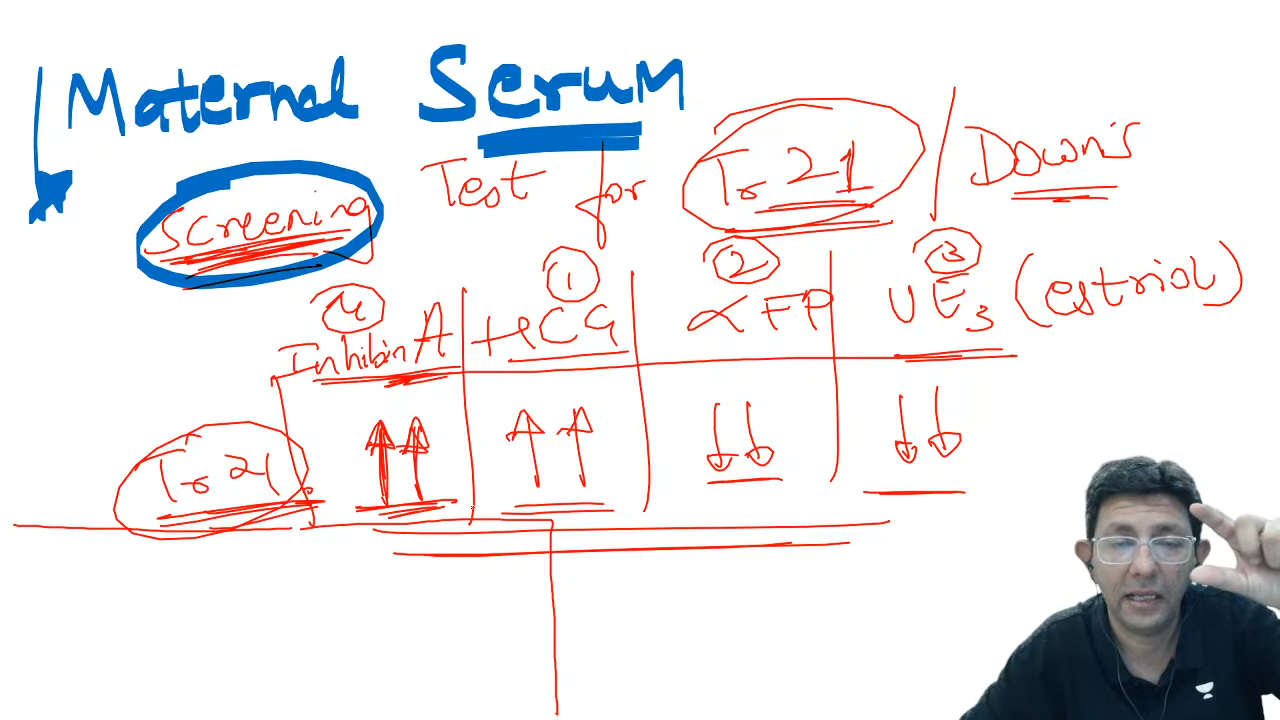 Maternal Serum
Screening Test for Tr 21 / Down's
4 1 2 3
Inhibin A HCG αFP UE3 (estriol)
Tr 21 ↑↑ ↑↑ ↓↓ ↓↓